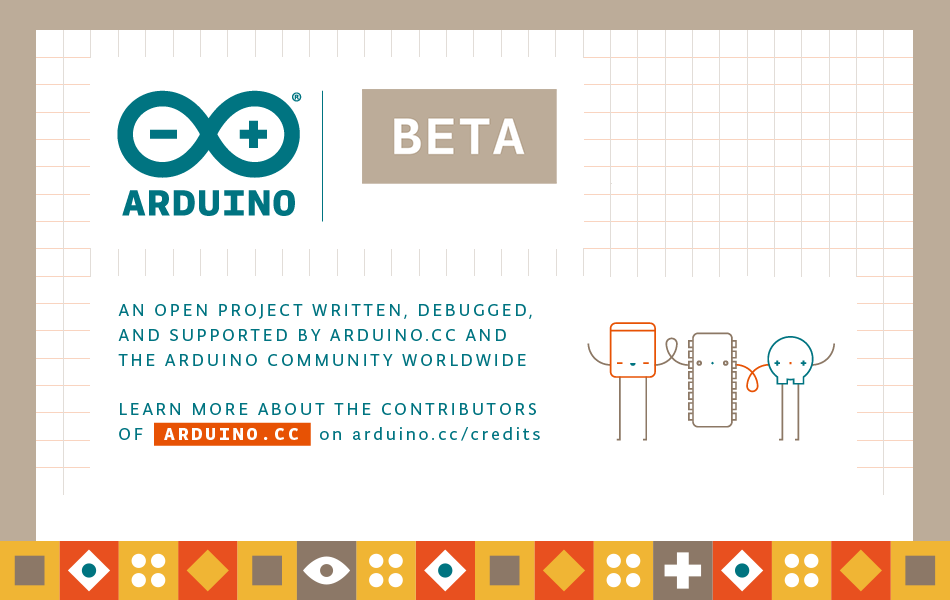 ®
ARDUINO
BETA
AN OPEN PROJECT WRITTEN, DEBUGGED,
AND SUPPORTED BY ARDUINO.CC AND
THE ARDUINO COMMUNITY WORLDWIDE
LEARN MORE ABOUT THE CONTRIBUTORS
OF ARDUINO.CC on arduino.cc/credits